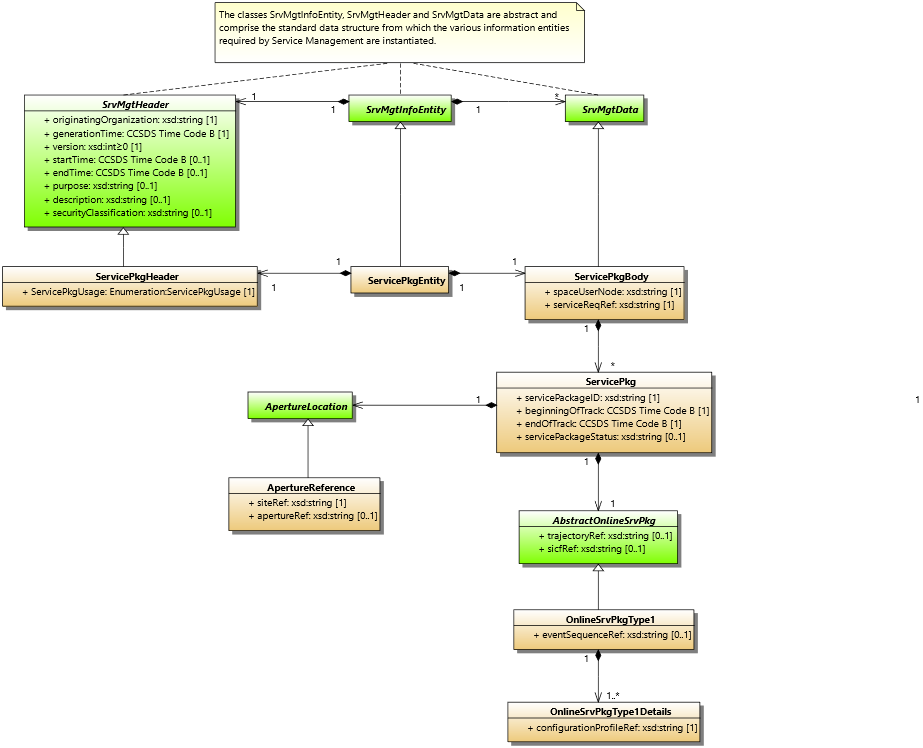 The classes SrvMgtInfoEntity, SrvMgtHeader and SrvMgtData are abstract and
comprise the standard data structure from which the various information entities
required by Service Management are instantiated.
SrvMgtHeader
+ originatingOrganization: xsd:string [1]
+ generationTime: CCSDS Time Code B [1]
+ version: xsd:int≥0 [1]
+ startTime: CCSDS Time Code B [0..1]
+ endTime: CCSDS Time Code B [0..1]
+ purpose: xsd:string [0..1]
+ description: xsd:string [0..1]
+ securityClassification: xsd:string [0..1]
1
1
SrvMgtInfoEntity
1
*
SrvMgtData
ServicePkgHeader
+ ServicePkgUsage: Enumeration:ServicePkgUsage [1]
1
1
ServicePkgEntity
1
1
ServicePkgBody
+ spaceUserNode: xsd:string [1]
+ serviceReqRef: xsd:string [1]
1
*
ServicePkg
+ servicePackageID: xsd:string [1]
+ beginningOfTrack: CCSDS Time Code B [1]
+ endOfTrack: CCSDS Time Code B [1]
+ servicePackageStatus: xsd:string [0..1]
1
1
ApertureLocation
ApertureReference
+ siteRef: xsd:string [1]
+ apertureRef: xsd:string [0..1]
1
1
AbstractOnlineSrvPkg
+ trajectoryRef: xsd:string [0..1]
+ sicfRef: xsd:string [0..1]
OnlineSrvPkgType1
+ eventSequenceRef: xsd:string [0..1]
1
1..*
OnlineSrvPkgType1Details
+ configurationProfileRef: xsd:string [1]